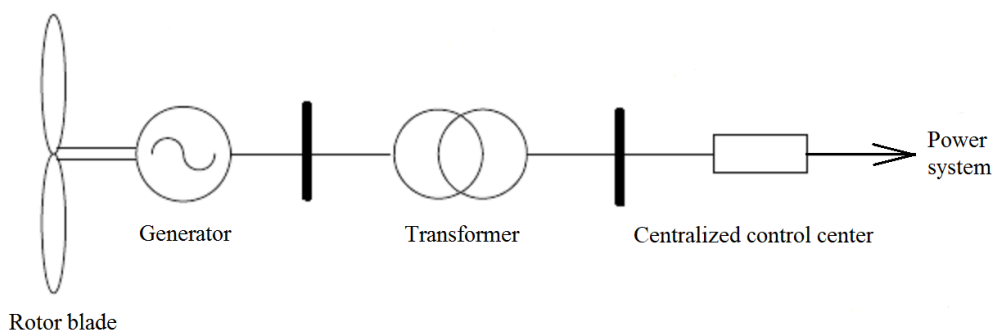 Power
system
Generator
Transformer
Centralized control center
Rotor blade